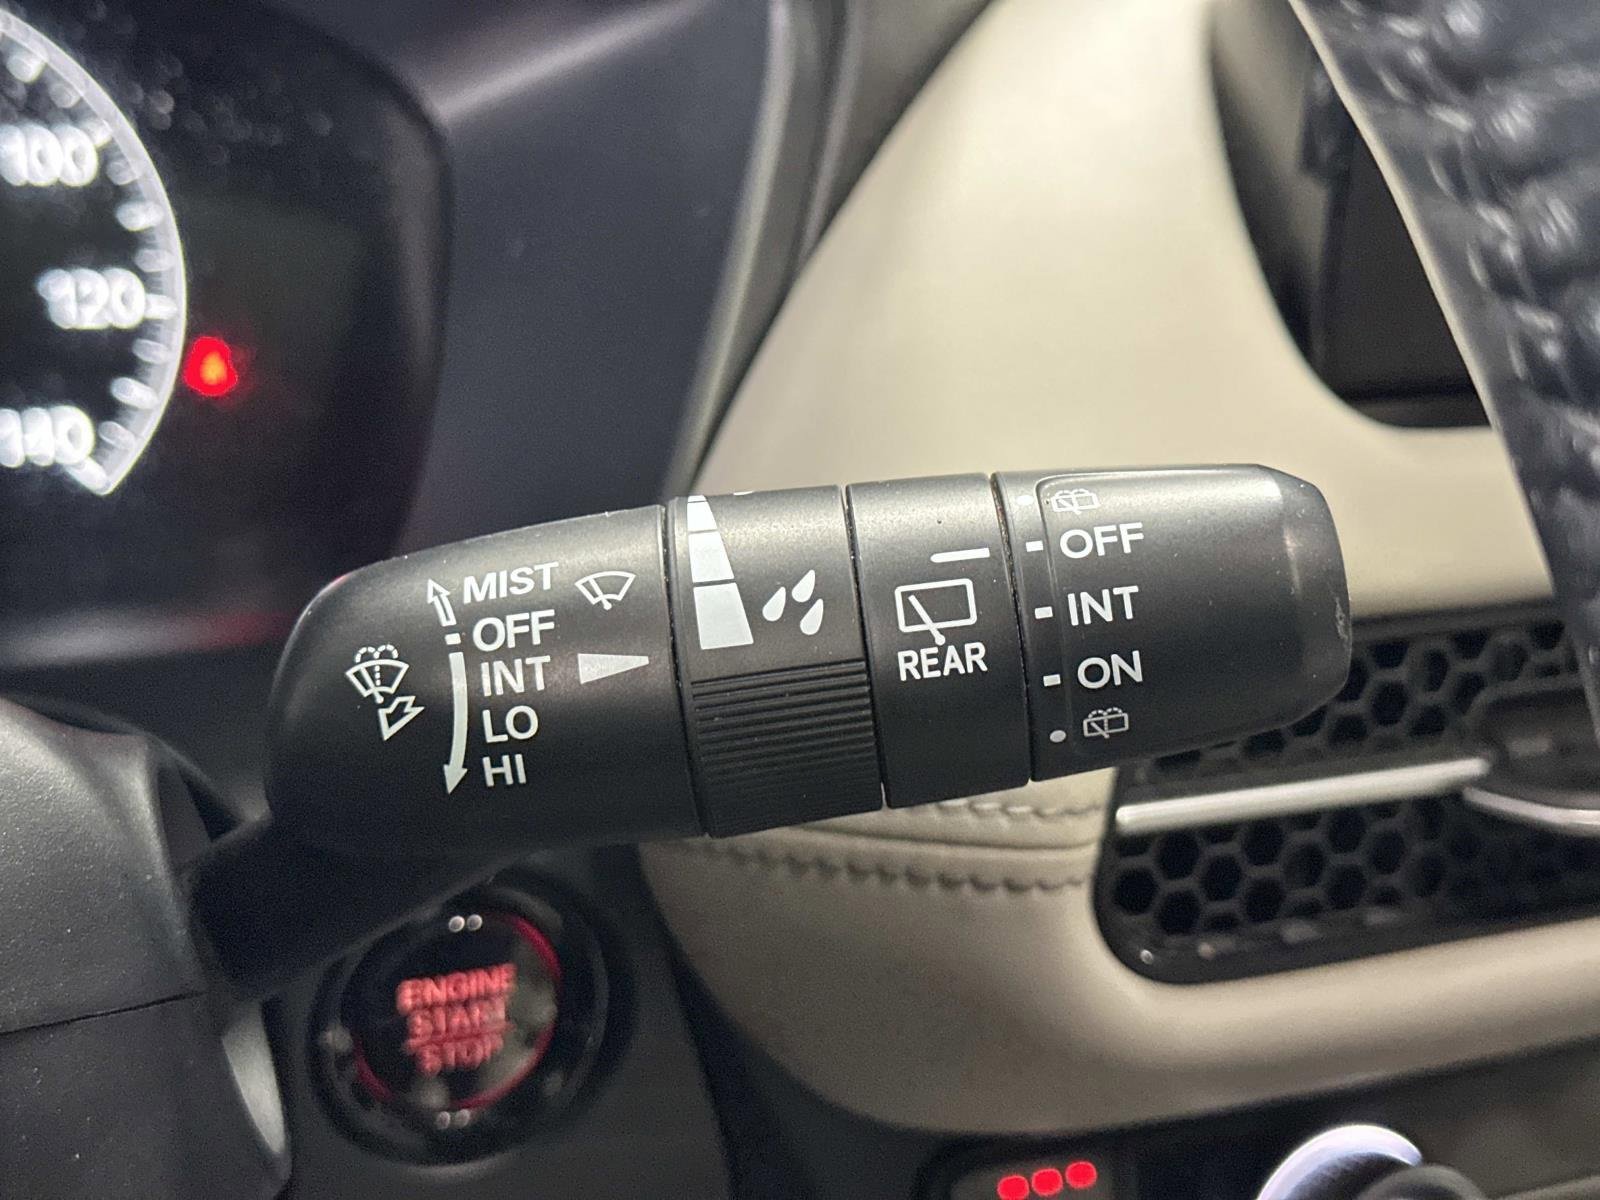 100
120
140
MIST
OFF
INT
LO
HI
REAR
OFF
INT
ON
ENGINE
START
STOP